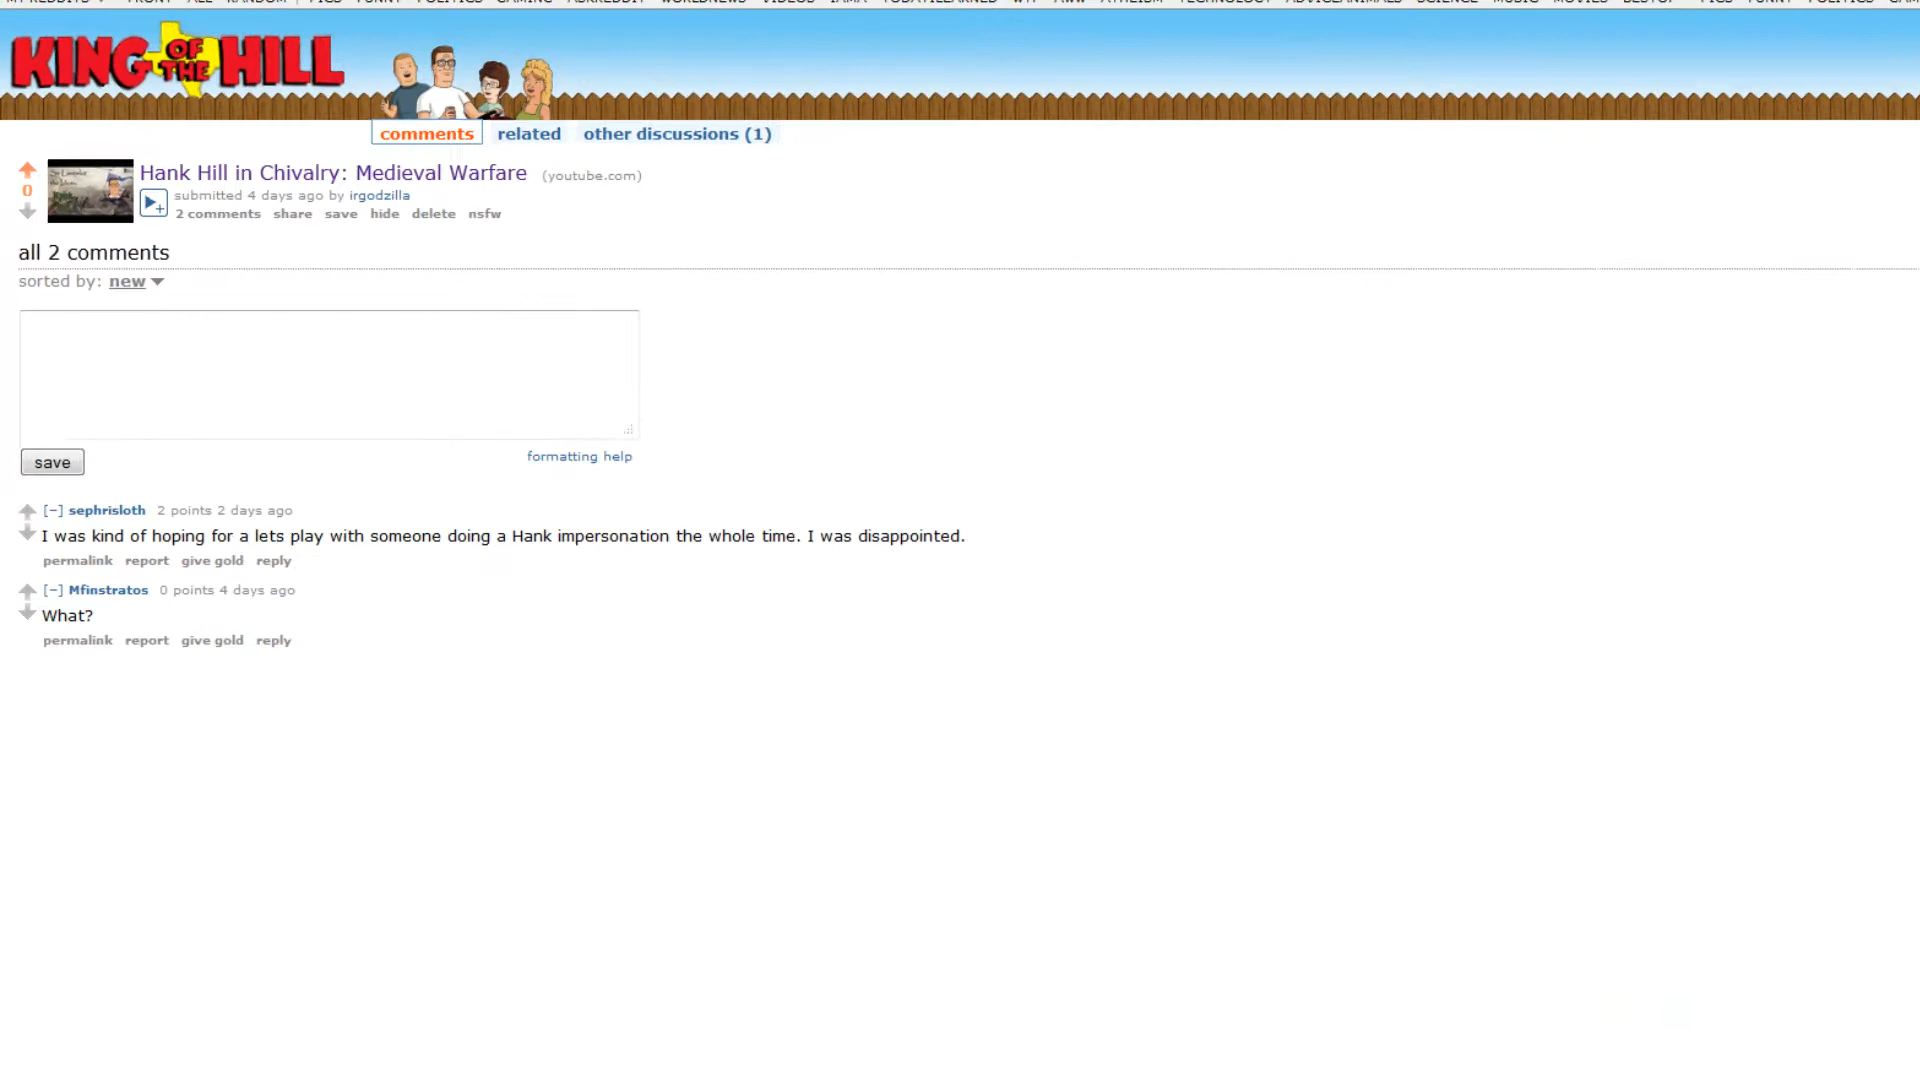 KING OF THE HILL
comments related other discussions (1)
Hank Hill in Chivalry: Medieval Warfare (youtube.com)
0
submitted 4 days ago by irgodzilla
2 comments share save hide delete nsfw
all 2 comments
sorted by: new
save
formatting help
[−] sephrisloth 2 points 2 days ago
I was kind of hoping for a lets play with someone doing a Hank impersonation the whole time. I was disappointed.
permalink report give gold reply
[−] Mfinstratos 0 points 4 days ago
What?
permalink report give gold reply